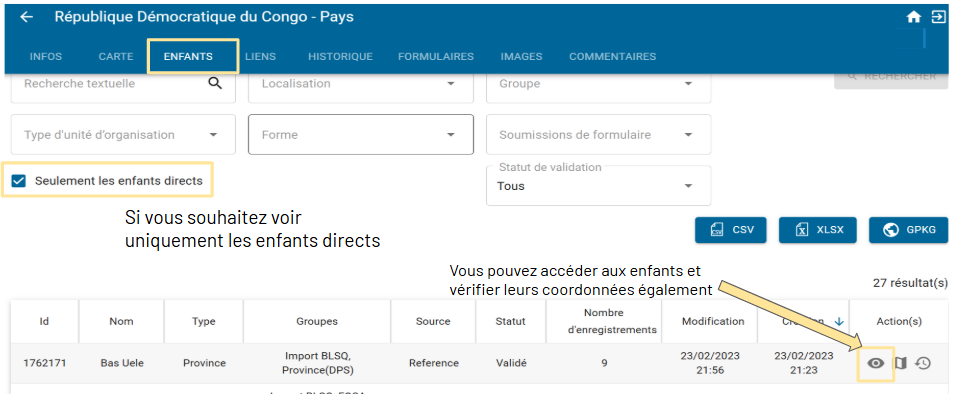 République Démocratique du Congo - Pays
INFOS CARTE ENFANTS LIENS HISTORIQUE FORMULAIRES IMAGES COMMENTAIRES
Recherche textuelle Localisation Groupe RECHERCHER
Type d'unité d'organisation Forme Soumissions de formulaire
Statut de validation
Seulement les enfants directs Tous
Si vous souhaitez voir
uniquement les enfants directs
CSV XLSX GPKG
Vous pouvez accéder aux enfants et
vérifier leurs coordonnées également
27 résultat(s)
Id Nom Type Groupes Source Statut Nombre d'enregistrements Modification Création Action(s)
1762171 Bas Uele Province Import BLSQ, Province(DPS) Reference Validé 9 23/02/2023 21:56 23/02/2023 21:23